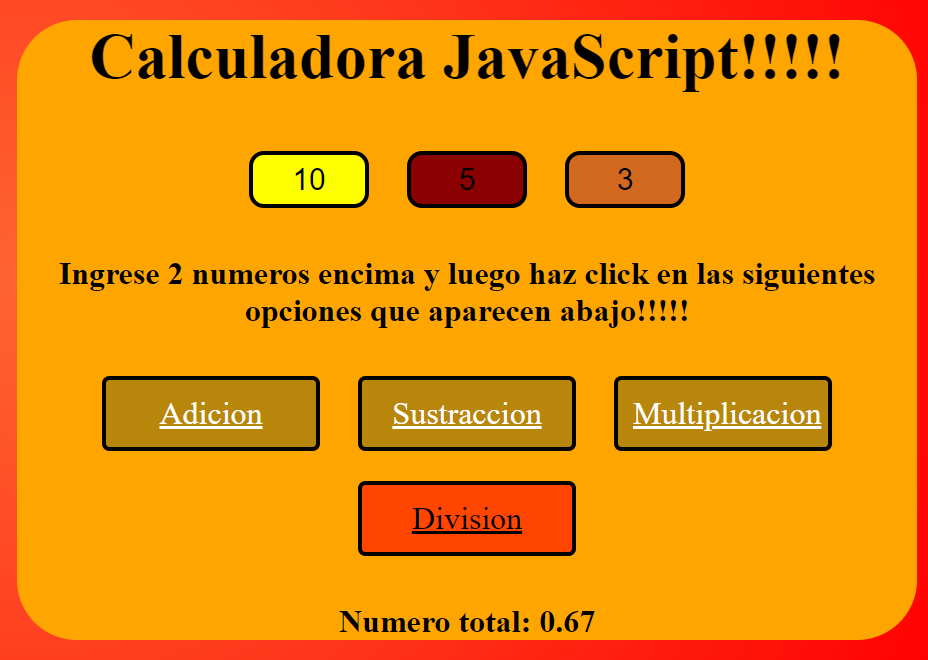 Calculadora JavaScript!!!!!
10 5 3
Ingrese 2 numeros encima y luego haz click en las siguientes
opciones que aparecen abajo!!!!!
Adicion Sustraccion Multiplicacion
Division
Numero total: 0.67